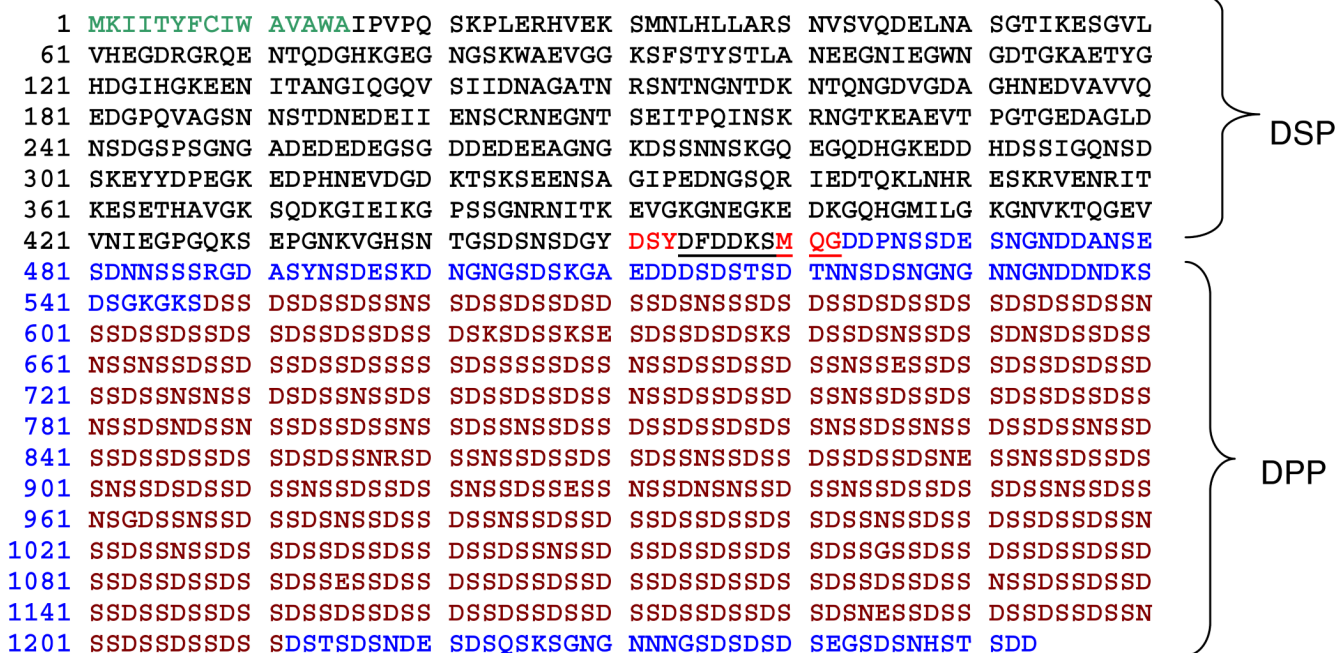 1 MKIITYFCIW AVAWAIPVPQ SKPLERHVEK SMNLHLLARS NVSVQDELNA SGTIKESGVL
61 VHEGDRGRQE NTQDGHKGEG NGSKWAEVGG KSFSTYSTLA NEEGNIEGWN GDTGKAETYG
121 HDGIHGKEEN ITANGIQGQV SIIDNAGATN RSNTNGNTDK NTQNGDVGDA GHNEDVAVVQ
181 EDGPQVAGSN NSTDNEDEII ENSCRNEGNT SEITPQINSK RNGTKEAEVT PGTGEDAGLD
241 NSDGSPSGNG ADEDEDEGSG DDEDEEAGNG KDSSNNSKGQ EGQDHGKEDD HDSSIGQNSD
301 SKEYYDPEGK EDPHNEVDGD KTSKSEENSA GIPEDNGSQR IEDTQKLNHR ESKRVENRIT
361 KESETHAVGK SQDKGIEIKG PSSGNRNITK EVGKGNEGKE DKGQHGMILG KGNVKTQGEV
421 VNIEGPGQKS EPGNKVGHSN TGSDSNSDGY DSYDFDDKSM QGDDPNSSDE SNGNDDANSE
481 SDNNSSSRGD ASYNSDESKD NGNGSDSKGA EDDDSDSTSD TNNSDSNGNG NNGNDDNDKS
541 DSGKGKSDSS DSDSSDSSNS SDSSDSSDSD SSDSNSSSDS DSSDSDSSDS SDSDSSDSSN
601 SSDSSDSSDS SDSSDSSDSS DSKSDSSKSE SDSSDSDSKS DSSDSNSSDS SDNSDSSDSS
661 NSSNSSDSSD SSDSSDSSSS SDSSSSSDSS NSSDSSDSSD SSNSSESSDS SDSSDSDSSD
721 SSDSSNSNSS DSDSSNSSDS SDSSNSSDSS DSSDSSNSSD SSDSSDSSDS SDSSDSSDSS
781 NSSDSNDSSN SSDSSDSSNS SDSSNSSDSS DSSDSSDSDS SNSSDSSNSS DSSDSSNSSD
841 SSDSSDSSDS SDSDSSNRSD SSNSSDSSDS SDSSNSSDSS DSSDSSDSNE SSNSSDSSDS
901 SNSSDSDSSD SSNSSDSSDS SNSSDSSESS NSSDNSNSSD SSNSSDSSDS SDSSNSSDSS
961 NSGDSSNSSD SSDSNSSDSS DSSNSSDSSD SSDSSDSSDS SDSSNSSDSS DSSDSSDSSN
1021 SSDSSNSSDS SDSSDSSDSS DSSDSSNSSD SSDSSDSSDS SDSSGSSDSS DSSDSSDSSD
1081 SSDSSDSSDS SDSSESSDSS DSSDSSDSSD SSDSSDSSDS SDSSDSSDSS NSSDSSDSSD
1141 SSDSSDSSDS SDSSDSSDSS DSSDSSDSSD SSDSSDSSDS SDSNESSDSS DSSDSSDSSN
1201 SSDSSDSSDS SDSTSDSNDE SDSQSKSGNG NNNGSDSDSD SEGSDSNHST SDD
DSP
DPP